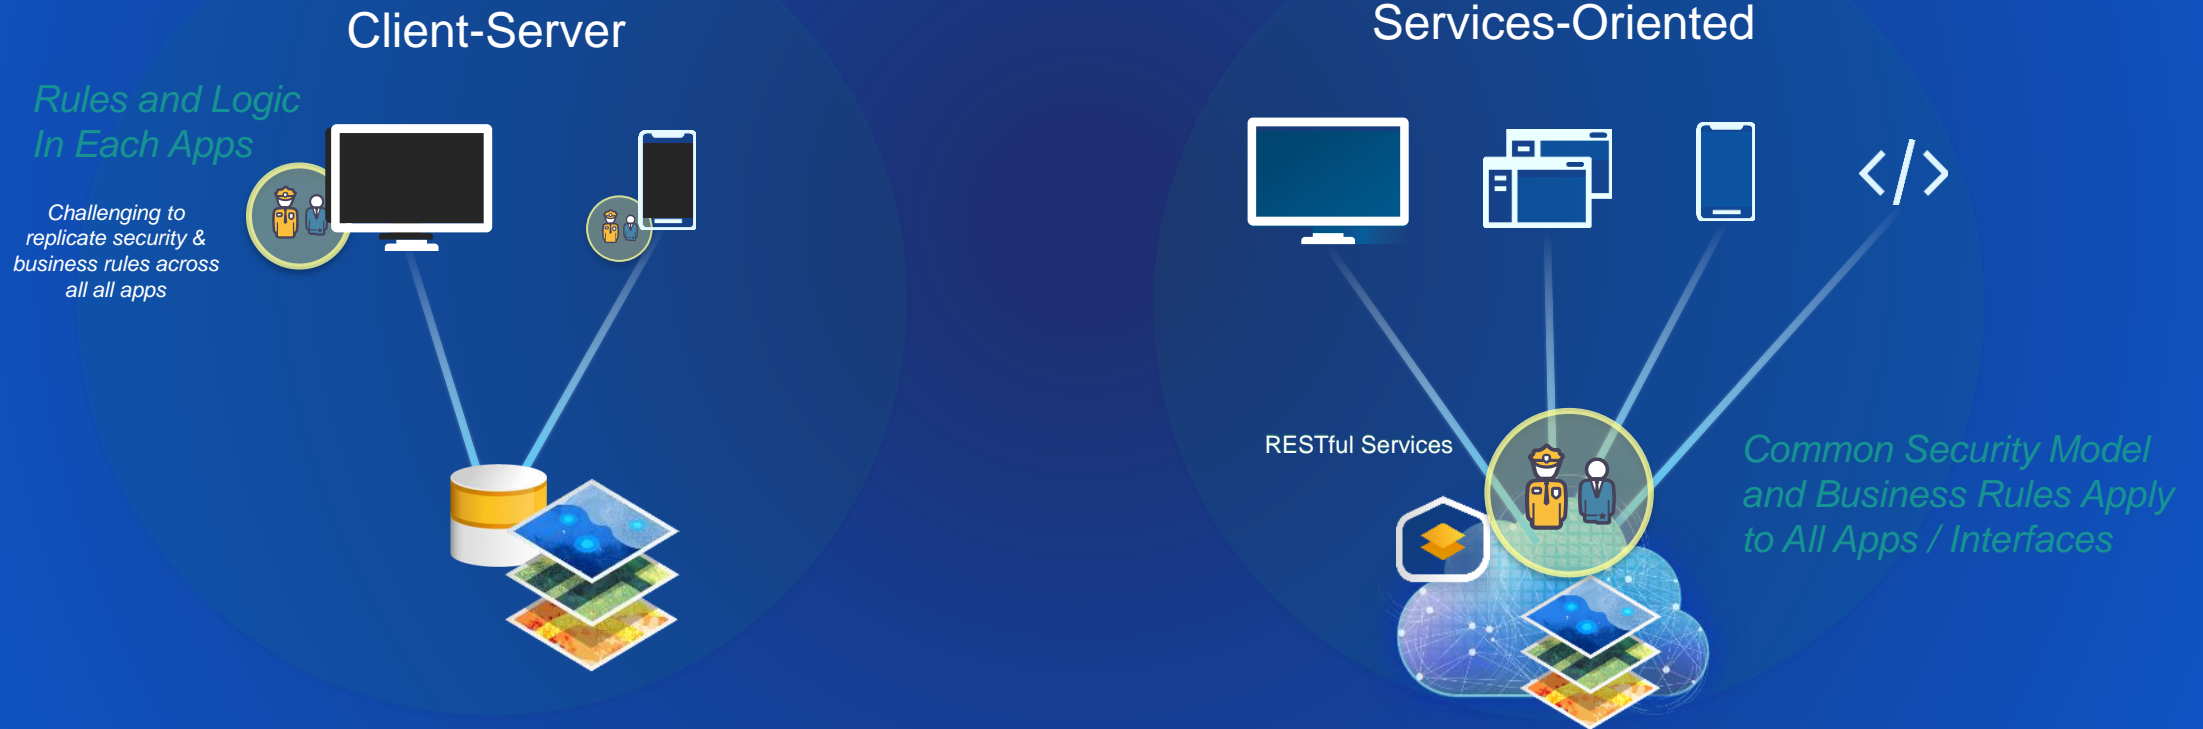 Client-Server
Rules and Logic
In Each Apps
Challenging to
replicate security &
business rules across
all all apps
Services-Oriented
RESTful Services
Common Security Model
and Business Rules Apply
to All Apps / Interfaces